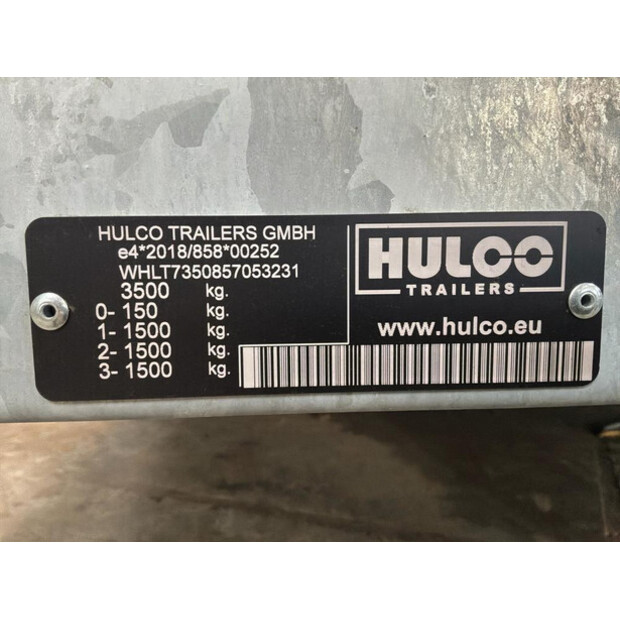 HULCO TRAILERS GMBH
e4*2018/858*00252
WHLT7350857053231
3500 kg.
0- 150 kg.
1- 1500 kg.
2- 1500 kg.
3- 1500 kg.
HULCO
TRAILERS
www.hulco.eu